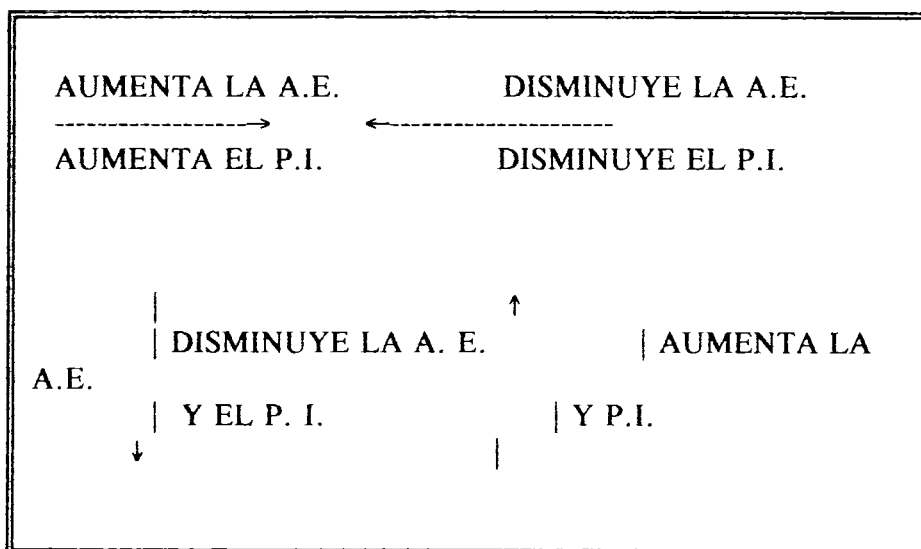 AUMENTA LA A.E. DISMINUYE LA A.E.
--------------------> <-------------------------
AUMENTA EL P.I. DISMINUYE EL P.I.
| ↑
| DISMINUYE LA A. E. | AUMENTA LA
A.E.
| Y EL P. I. | Y P.I.
↓ |